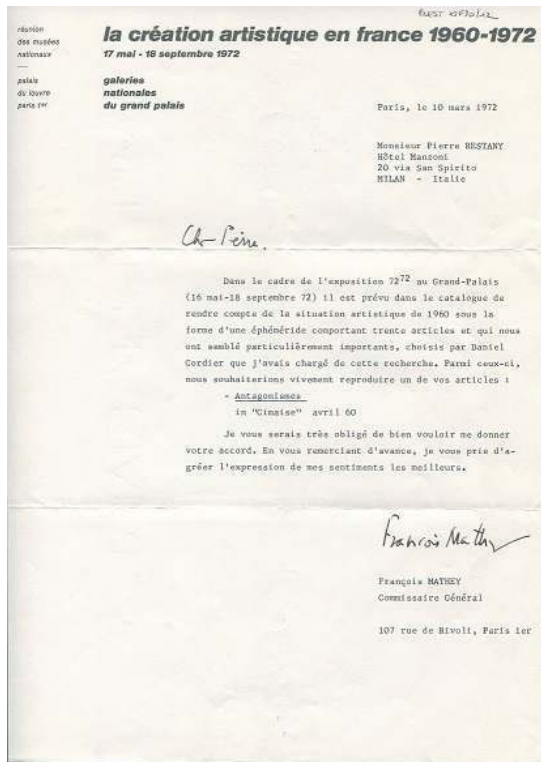 réunion
des musées
nationaux
palais
du louvre
paris 1er
la création artistique en france 1960-1972
17 mai - 18 septembre 1972
galeries
nationales
du grand palais
Paris, le 10 mars 1972
Monsieur Pierre RESTANY
Hôtel Manzoni
20 via San Spirito
MILAN - Italie
Cher Pierre.
Dans le cadre de l'exposition 72⁷² au Grand-Palais
(16 mai-18 septembre 72) il est prévu dans le catalogue de
rendre compte de la situation artistique de 1960 sous la
forme d'une éphéméride comportant trente articles et qui nous
ont semblé particulièrement importants, choisis par Daniel
Cordier que j'avais chargé de cette recherche. Parmi ceux-ci,
nous souhaiterions vivement reproduire un de vos articles :
- Antagonismes
in "Cimaise" avril 60
Je vous serais très obligé de bien vouloir me donner
votre accord. En vous remerciant d'avance, je vous prie d'a-
gréer l'expression de mes sentiments les meilleurs.
François Mathey
François MATHEY
Commissaire Général
107 rue de Rivoli, Paris 1er